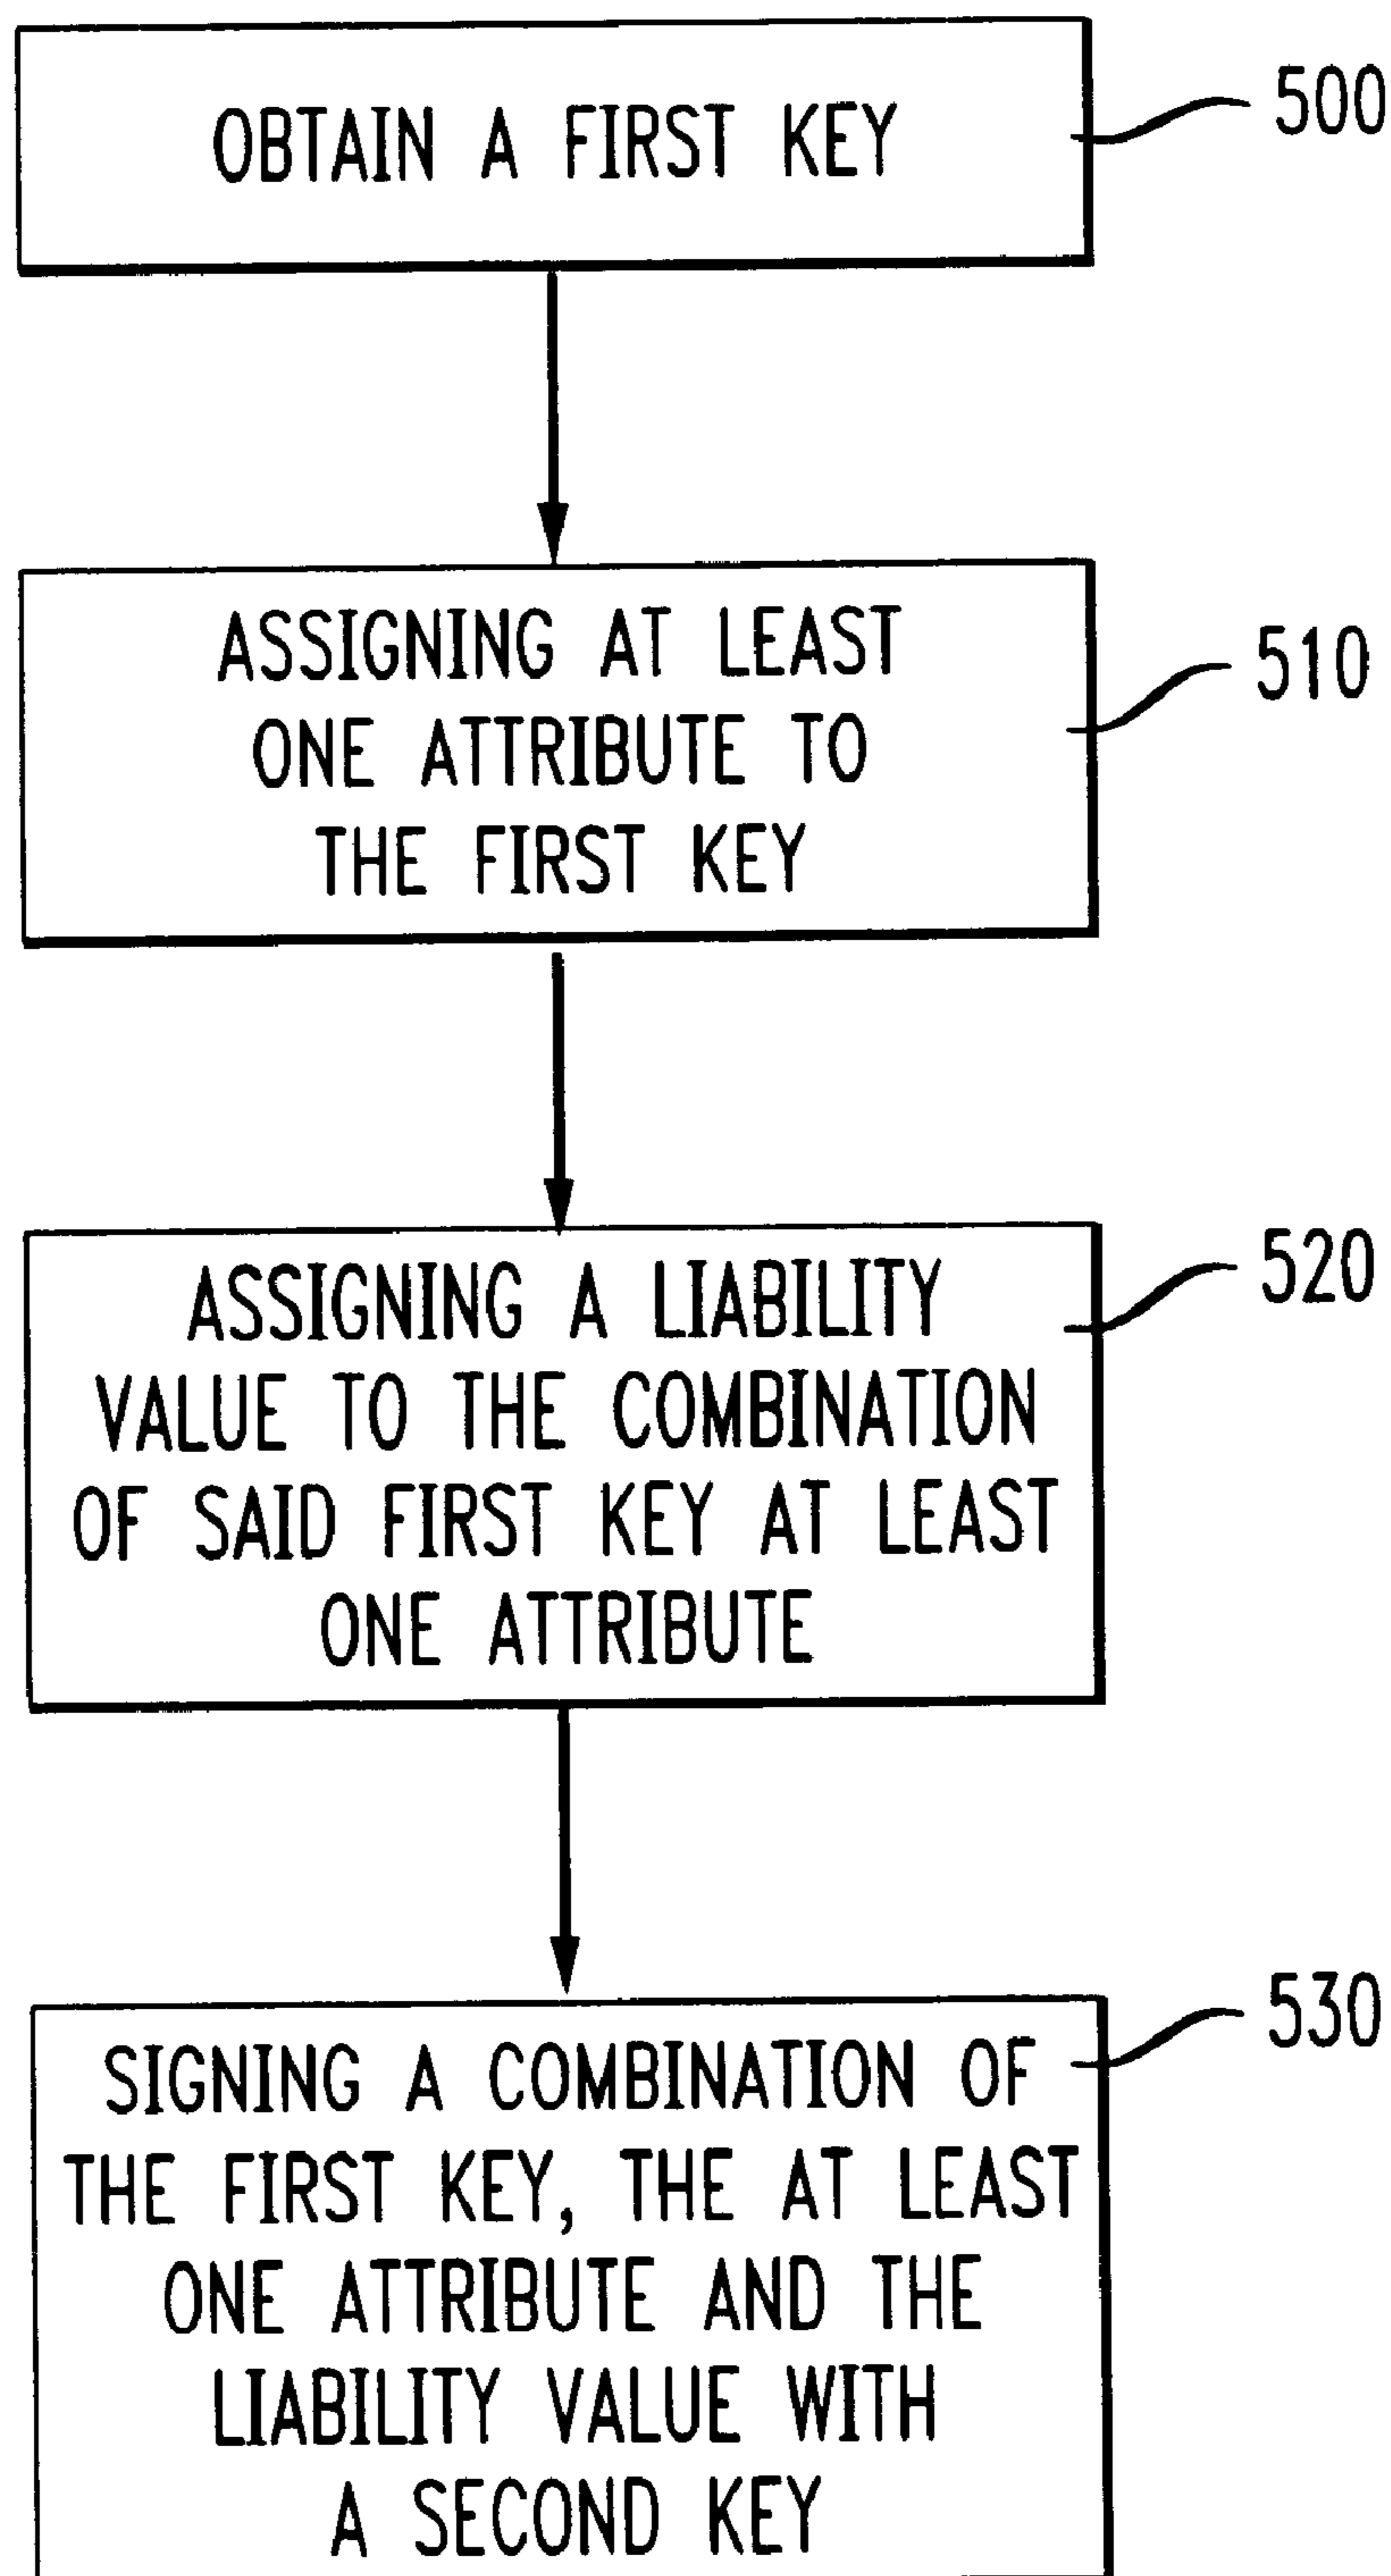 OBTAIN A FIRST KEY
500
ASSIGNING AT LEAST
ONE ATTRIBUTE TO
THE FIRST KEY
510
ASSIGNING A LIABILITY
VALUE TO THE COMBINATION
OF SAID FIRST KEY AT LEAST
ONE ATTRIBUTE
520
SIGNING A COMBINATION OF
THE FIRST KEY, THE AT LEAST
ONE ATTRIBUTE AND THE
LIABILITY VALUE WITH
A SECOND KEY
530